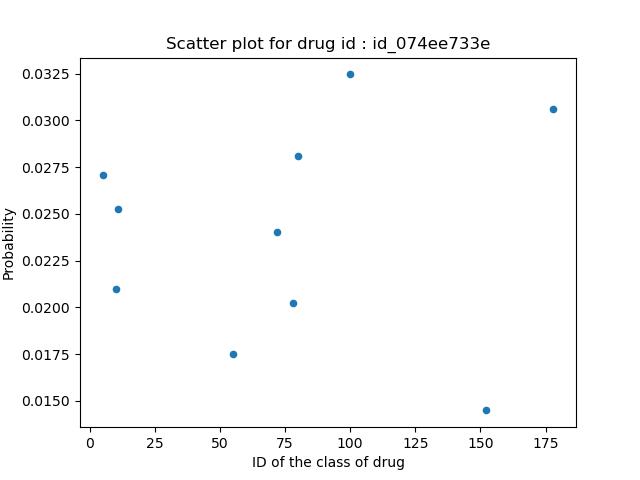 Scatter plot for drug id : id_074ee733e
0.0325
0.0300
0.0275
0.0250
0.0225
0.0200
0.0175
0.0150
Probability
0 25 50 75 100 125 150 175
ID of the class of drug